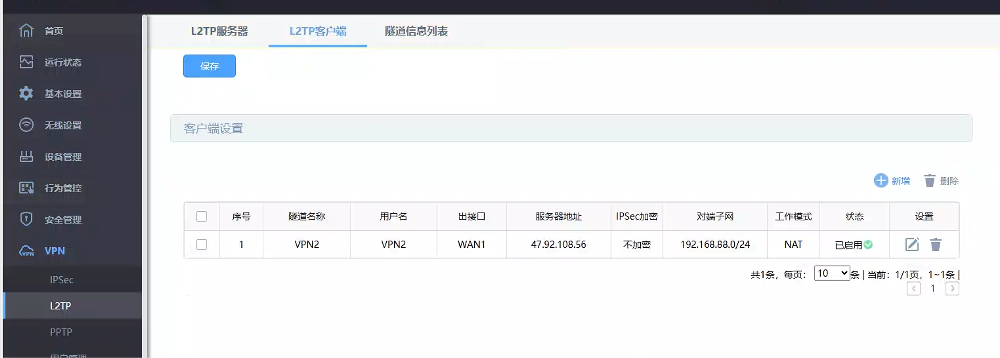 首页
运行状态
基本设置
无线设置
设备管理
行为管控
安全管理
VPN
IPSec
L2TP
PPTP
用户管理
L2TP服务器 L2TP客户端 隧道信息列表
保存
客户端设置
新增 删除
序号 隧道名称 用户名 出接口 服务器地址 IPSec加密 对端子网 工作模式 状态 设置
1 VPN2 VPN2 WAN1 47.92.108.56 不加密 192.168.88.0/24 NAT 已启用
共1条，每页： 10 条 | 当前：1/1页，1~1条 |
1